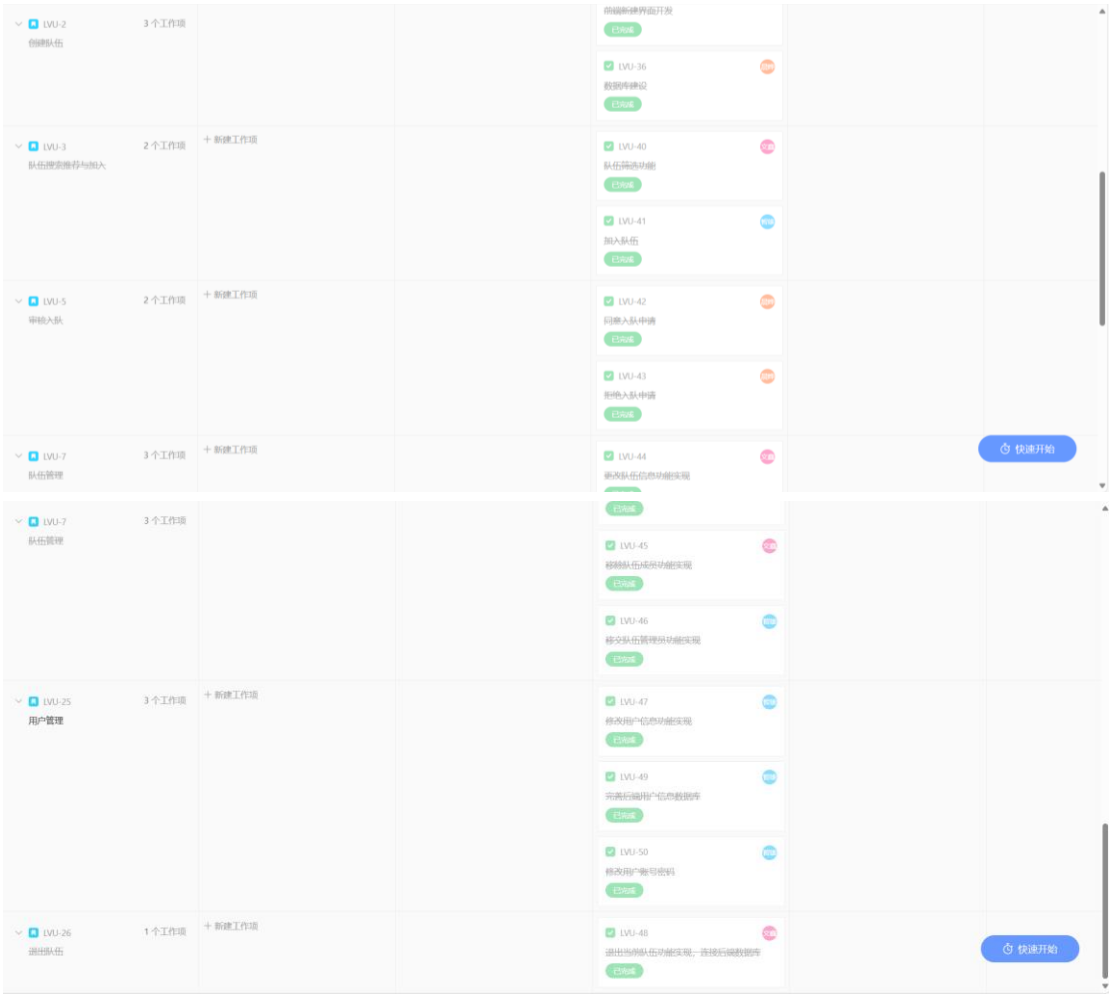 LVU-2
3 个工作项
创建队伍
前端新建界面开发
已完成
LVU-36
数据库建设
已完成
LVU-3
2 个工作项
+ 新建工作项
队伍搜索推荐与加入
LVU-40
队伍筛选功能
已完成
LVU-41
加入队伍
已完成
LVU-5
2 个工作项
+ 新建工作项
审核入队
LVU-42
同意入队申请
已完成
LVU-43
拒绝入队申请
已完成
LVU-7
3 个工作项
+ 新建工作项
队伍管理
LVU-44
更改队伍信息功能实现
快速开始
LVU-7
3 个工作项
队伍管理
已完成
LVU-45
移除队伍成员功能实现
已完成
LVU-46
移交队伍管理员功能实现
已完成
LVU-25
3 个工作项
+ 新建工作项
用户管理
LVU-47
修改用户信息功能实现
已完成
LVU-49
完善后端用户信息数据库
已完成
LVU-50
修改用户账号密码
已完成
LVU-26
1 个工作项
+ 新建工作项
退出队伍
LVU-48
退出当前队伍功能实现，连接后端数据库
已完成
快速开始